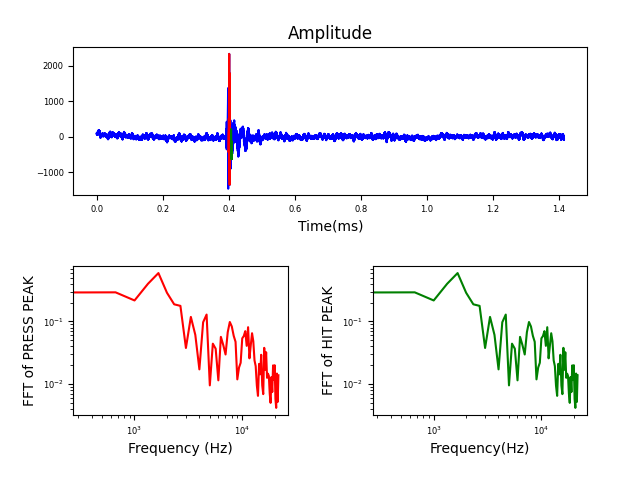 Amplitude
2000
1000
0
−1000
0.0 0.2 0.4 0.6 0.8 1.0 1.2 1.4
Time(ms)
FFT of PRESS PEAK
10⁻¹
10⁻²
10³ 10⁴
Frequency (Hz)
FFT of HIT PEAK
10⁻¹
10⁻²
10³ 10⁴
Frequency(Hz)